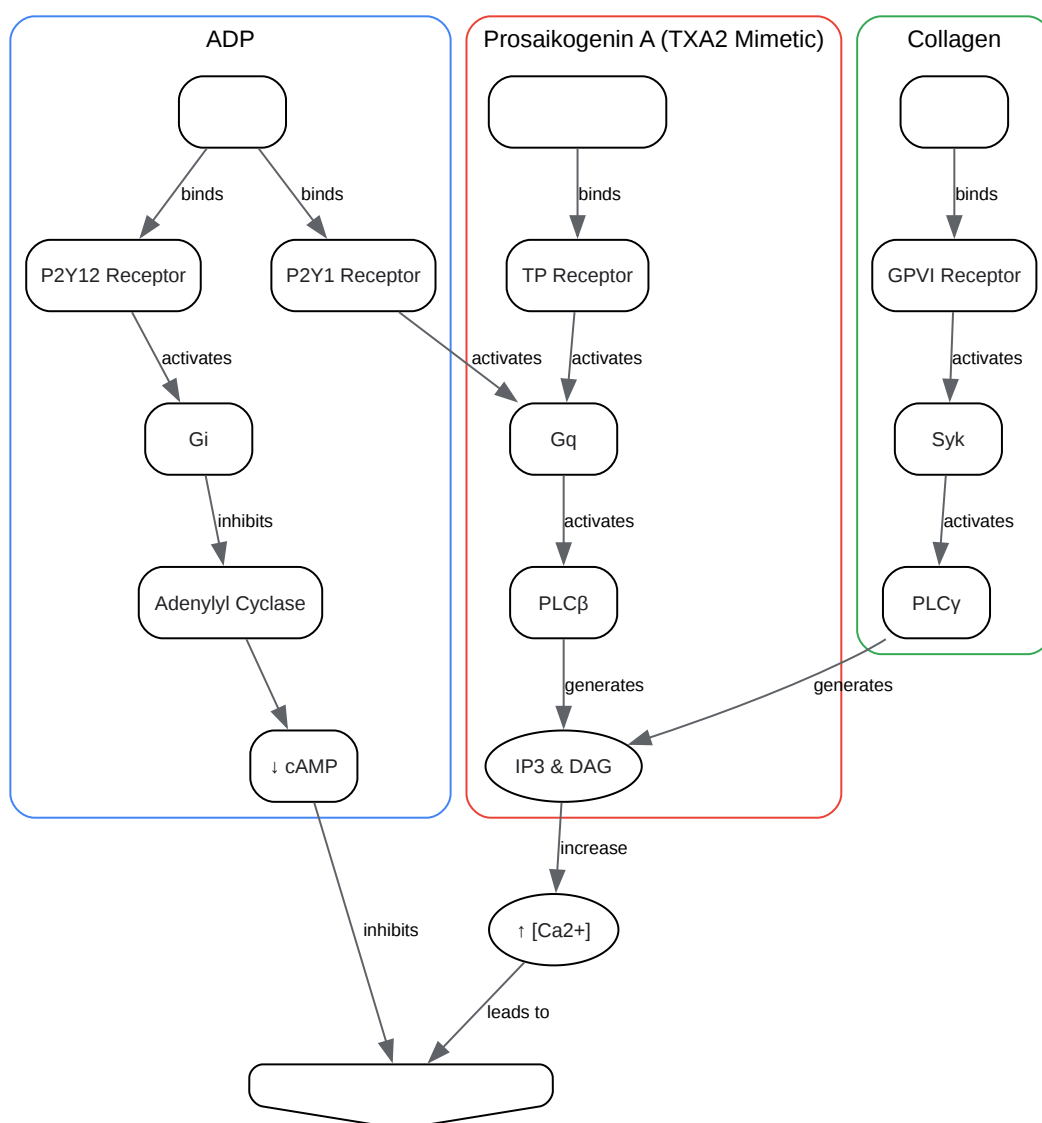 ADP
Prosaikogenin A (TXA2 Mimetic)
Collagen
binds
binds
binds
binds
P2Y12 Receptor
P2Y1 Receptor
TP Receptor
GPVI Receptor
activates
activates
activates
activates
Gi
Gq
Syk
inhibits
activates
activates
Adenylyl Cyclase
PLCβ
PLCγ
generates
generates
↓ cAMP
IP3 & DAG
increase
inhibits
↑ [Ca2+]
leads to